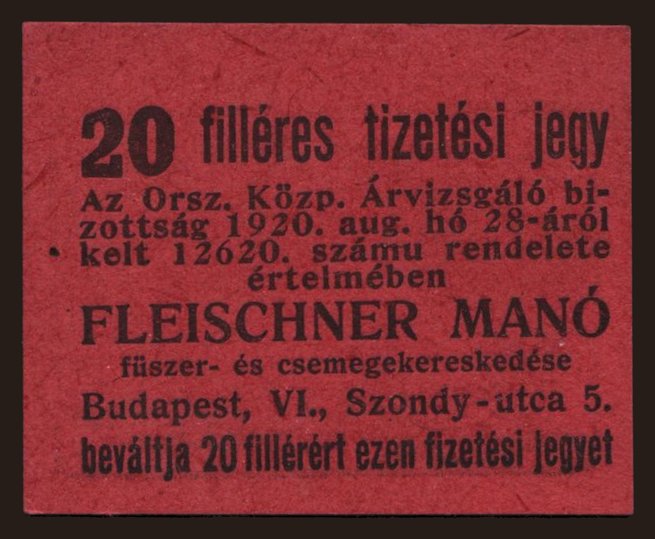 20 filléres tizetési jegy
Az Orsz. Közp. Árvizsgáló bi-
zottság 1920. aug. hó 28-áról
kelt 12620. számu rendelete
értelmében
FLEISCHNER MANÓ
füszer- és csemegekereskedése
Budapest, VI., Szondy-utca 5.
beváltja 20 fillérért ezen fizetési jegyet